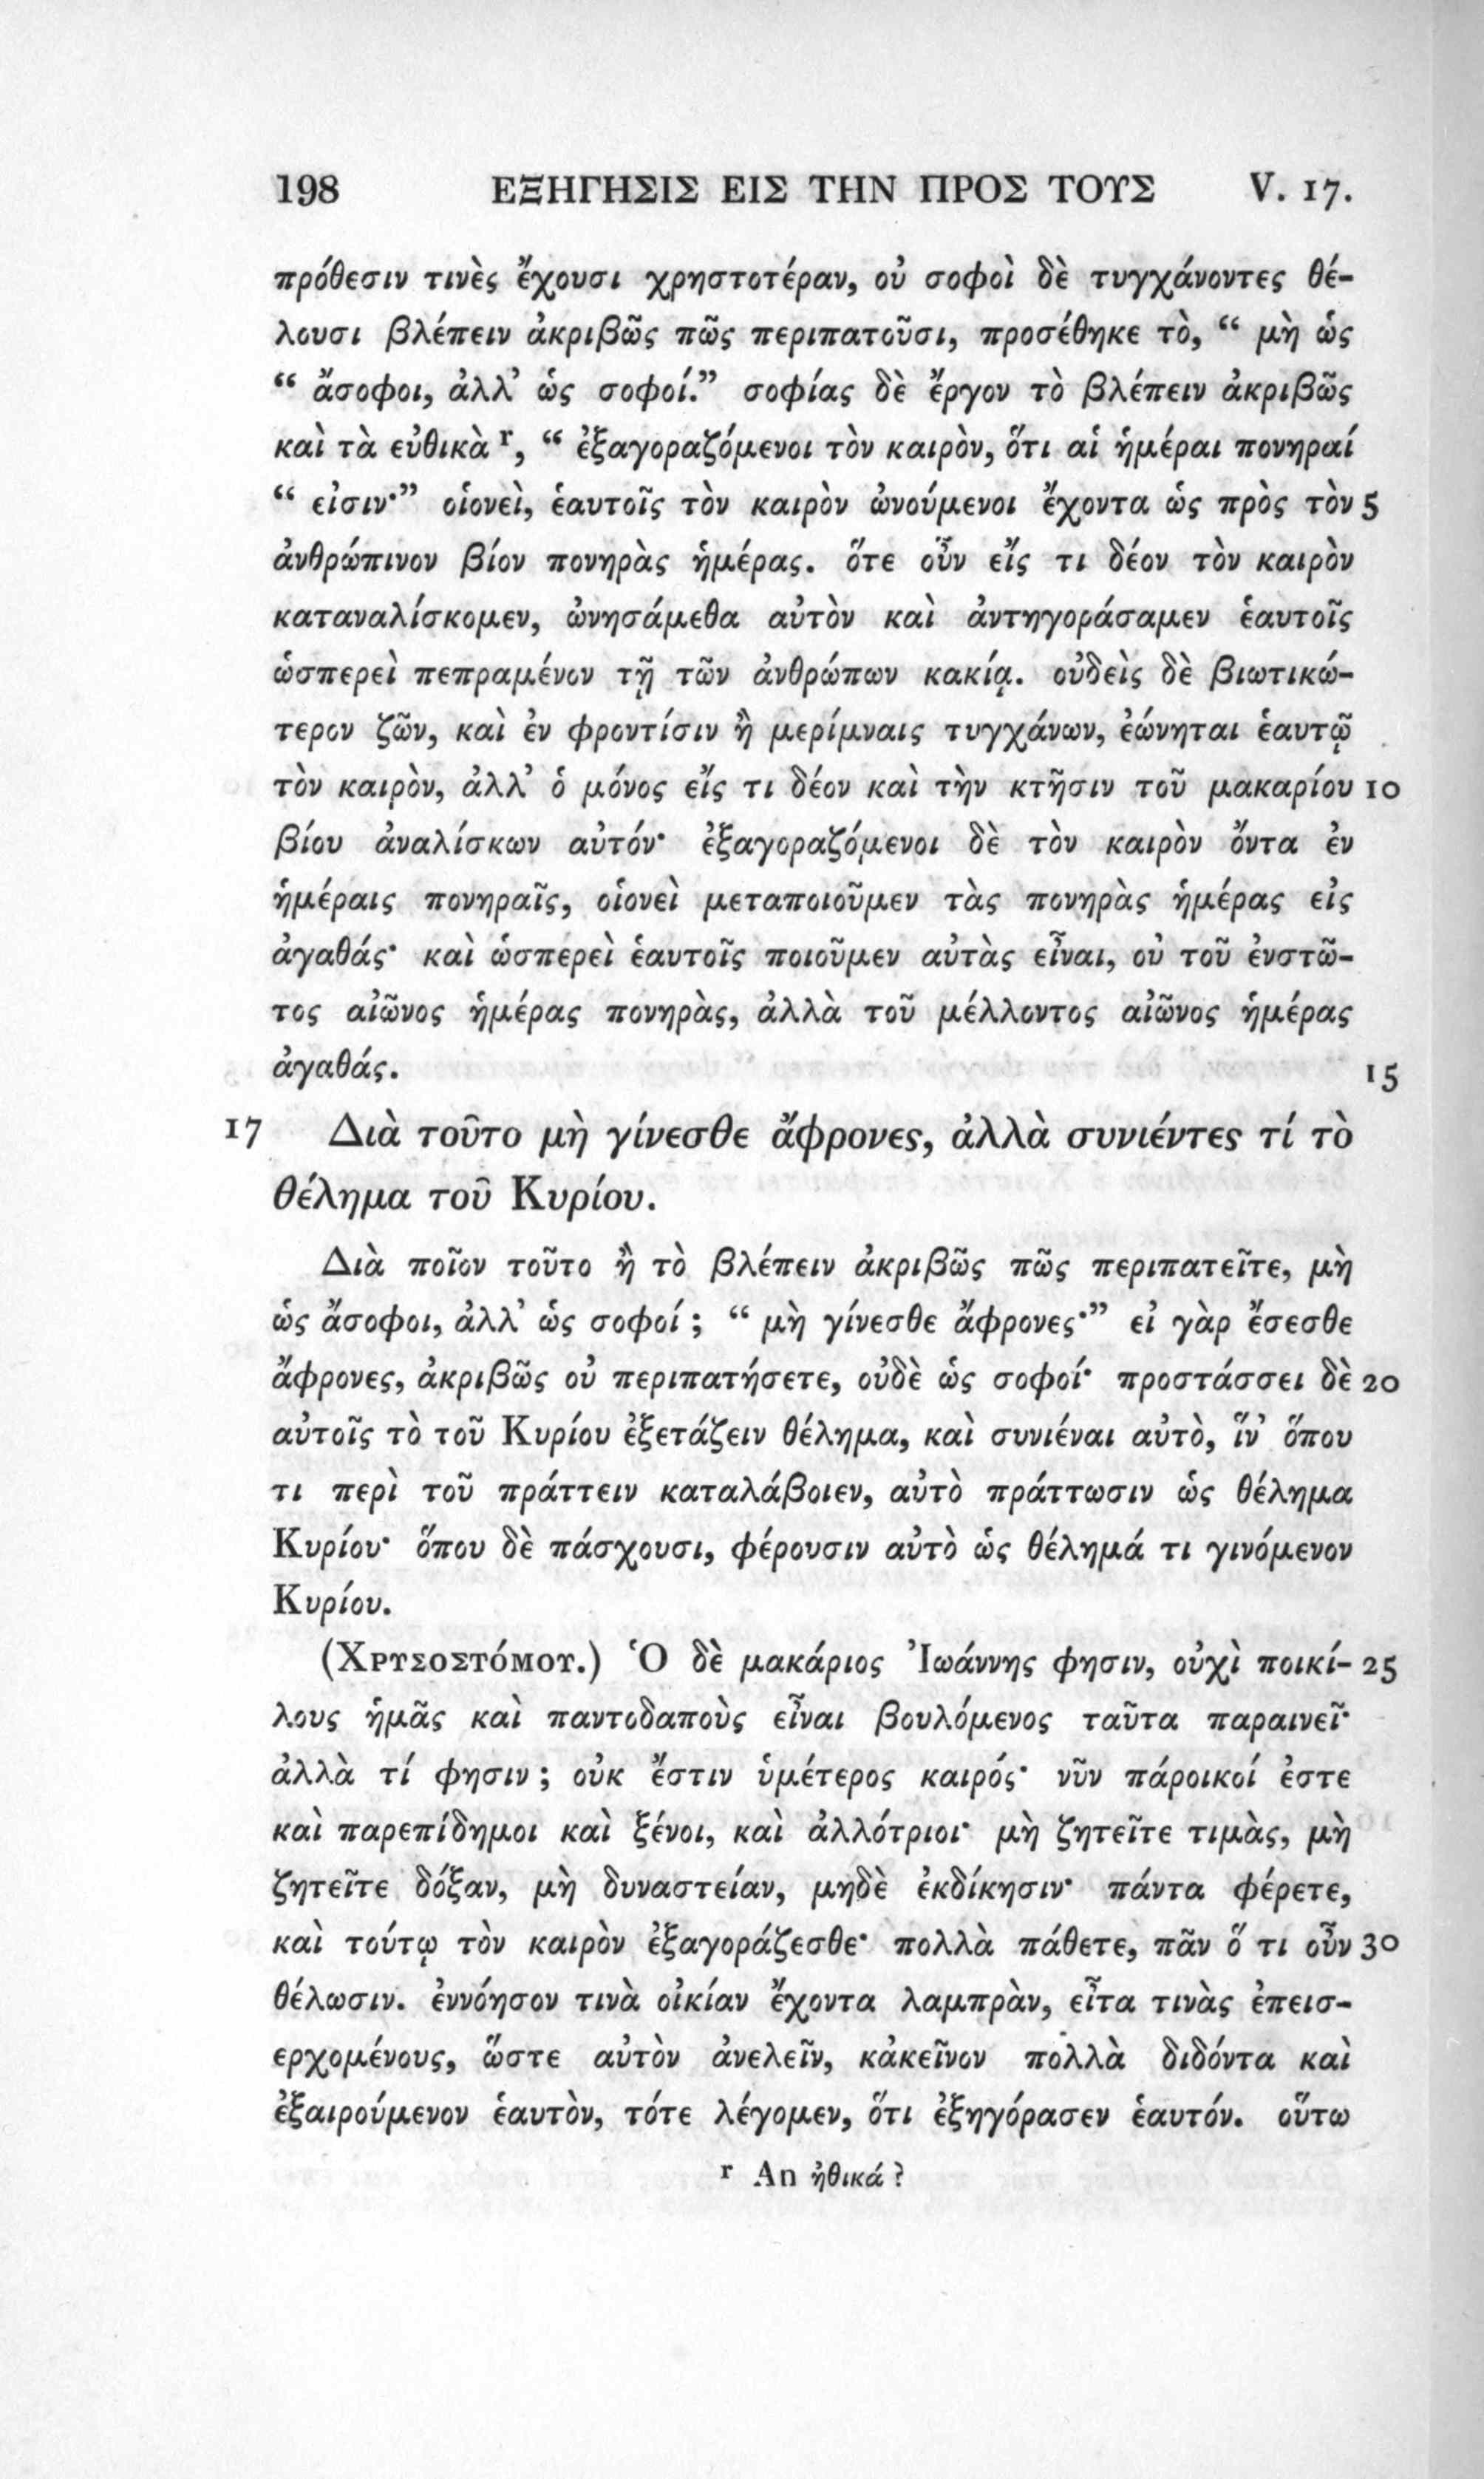 198 ΕΞΗΓΗΣΙΣ ΕΙΣ ΤΗΝ ΠΡΟΣ ΤΟΥΣ V. 17.
πρόθεσιν τινὲς ἔχουσι χρηστοτέραν, οὐ σοφοὶ δὲ τυγχάνοντες θέ-
λουσι βλέπειν ἀκριβῶς πῶς περιπατοῦσι, προσέθηκε τὸ, “ μὴ ὡς
“ ἄσοφοι, ἀλλ’ ὡς σοφοί.” σοφίας δὲ ἔργον τὸ βλέπειν ἀκριβῶς
καὶ τὰ εὐθικὰ r, “ ἐξαγοραζόμενοι τὸν καιρὸν, ὅτι αἱ ἡμέραι πονηραί
“ εἰσιν·” οἱονεὶ, ἑαυτοῖς τὸν καιρὸν ὠνούμενοι ἔχοντα ὡς πρὸς τὸν 5
ἀνθρώπινον βίον πονηρὰς ἡμέρας. ὅτε οὖν εἴς τι δέον τὸν καιρὸν
καταναλίσκομεν, ὠνησάμεθα αὐτὸν καὶ ἀντηγοράσαμεν ἑαυτοῖς
ὡσπερεὶ πεπραμένον τῇ τῶν ἀνθρώπων κακίᾳ. οὐδεὶς δὲ βιωτικώ-
τερον ζῶν, καὶ ἐν φροντίσιν ἢ μερίμναις τυγχάνων, ἐώνηται ἑαυτῷ
τὸν καιρὸν, ἀλλ’ ὁ μόνος εἴς τι δέον καὶ τὴν κτῆσιν τοῦ μακαρίου 10
βίου ἀναλίσκων αὐτόν· ἐξαγοραζόμενοι δὲ τὸν καιρὸν ὄντα ἐν
ἡμέραις πονηραῖς, οἱονεὶ μεταποιοῦμεν τὰς πονηρὰς ἡμέρας εἰς
ἀγαθάς· καὶ ὡσπερεὶ ἑαυτοῖς ποιοῦμεν αὐτὰς εἶναι, οὐ τοῦ ἐνστῶ-
τος αἰῶνος ἡμέρας πονηρὰς, ἀλλὰ τοῦ μέλλοντος αἰῶνος ἡμέρας
ἀγαθάς. 15
17 Διὰ τοῦτο μὴ γίνεσθε ἄφρονες, ἀλλὰ συνιέντες τί τὸ
θέλημα τοῦ Κυρίου.
Διὰ ποῖον τοῦτο ἢ τὸ βλέπειν ἀκριβῶς πῶς περιπατεῖτε, μὴ
ὡς ἄσοφοι, ἀλλ’ ὡς σοφοί ; “ μὴ γίνεσθε ἄφρονες·” εἰ γὰρ ἔσεσθε
ἄφρονες, ἀκριβῶς οὐ περιπατήσετε, οὐδὲ ὡς σοφοί· προστάσσει δὲ 20
αὐτοῖς τὸ τοῦ Κυρίου ἐξετάζειν θέλημα, καὶ συνιέναι αὐτὸ, ἵν’ ὅπου
τι περὶ τοῦ πράττειν καταλάβοιεν, αὐτὸ πράττωσιν ὡς θέλημα
Κυρίου· ὅπου δὲ πάσχουσι, φέρουσιν αὐτὸ ὡς θέλημά τι γινόμενον
Κυρίου.
(Χρυσοστόμου.) Ὁ δὲ μακάριος Ἰωάννης φησιν, οὐχὶ ποικί- 25
λους ἡμᾶς καὶ παντοδαποὺς εἶναι βουλόμενος ταῦτα παραινεῖ·
ἀλλὰ τί φησιν ; οὐκ ἔστιν ὑμέτερος καιρός· νῦν πάροικοί ἐστε
καὶ παρεπίδημοι καὶ ξένοι, καὶ ἀλλότριοι· μὴ ζητεῖτε τιμὰς, μὴ
ζητεῖτε δόξαν, μὴ δυναστείαν, μηδὲ ἐκδίκησιν· πάντα φέρετε,
καὶ τούτῳ τὸν καιρὸν ἐξαγοράζεσθε· πολλὰ πάθετε, πᾶν ὅ τι οὖν 30
θέλωσιν. ἐννόησον τινὰ οἰκίαν ἔχοντα λαμπρὰν, εἶτα τινὰς ἐπεισ-
ερχομένους, ὥστε αὐτὸν ἀνελεῖν, κἀκεῖνον πολλὰ διδόντα καὶ
ἐξαιρούμενον ἑαυτὸν, τότε λέγομεν, ὅτι ἐξηγόρασεν ἑαυτόν. οὕτω
r An ἠθικά ?